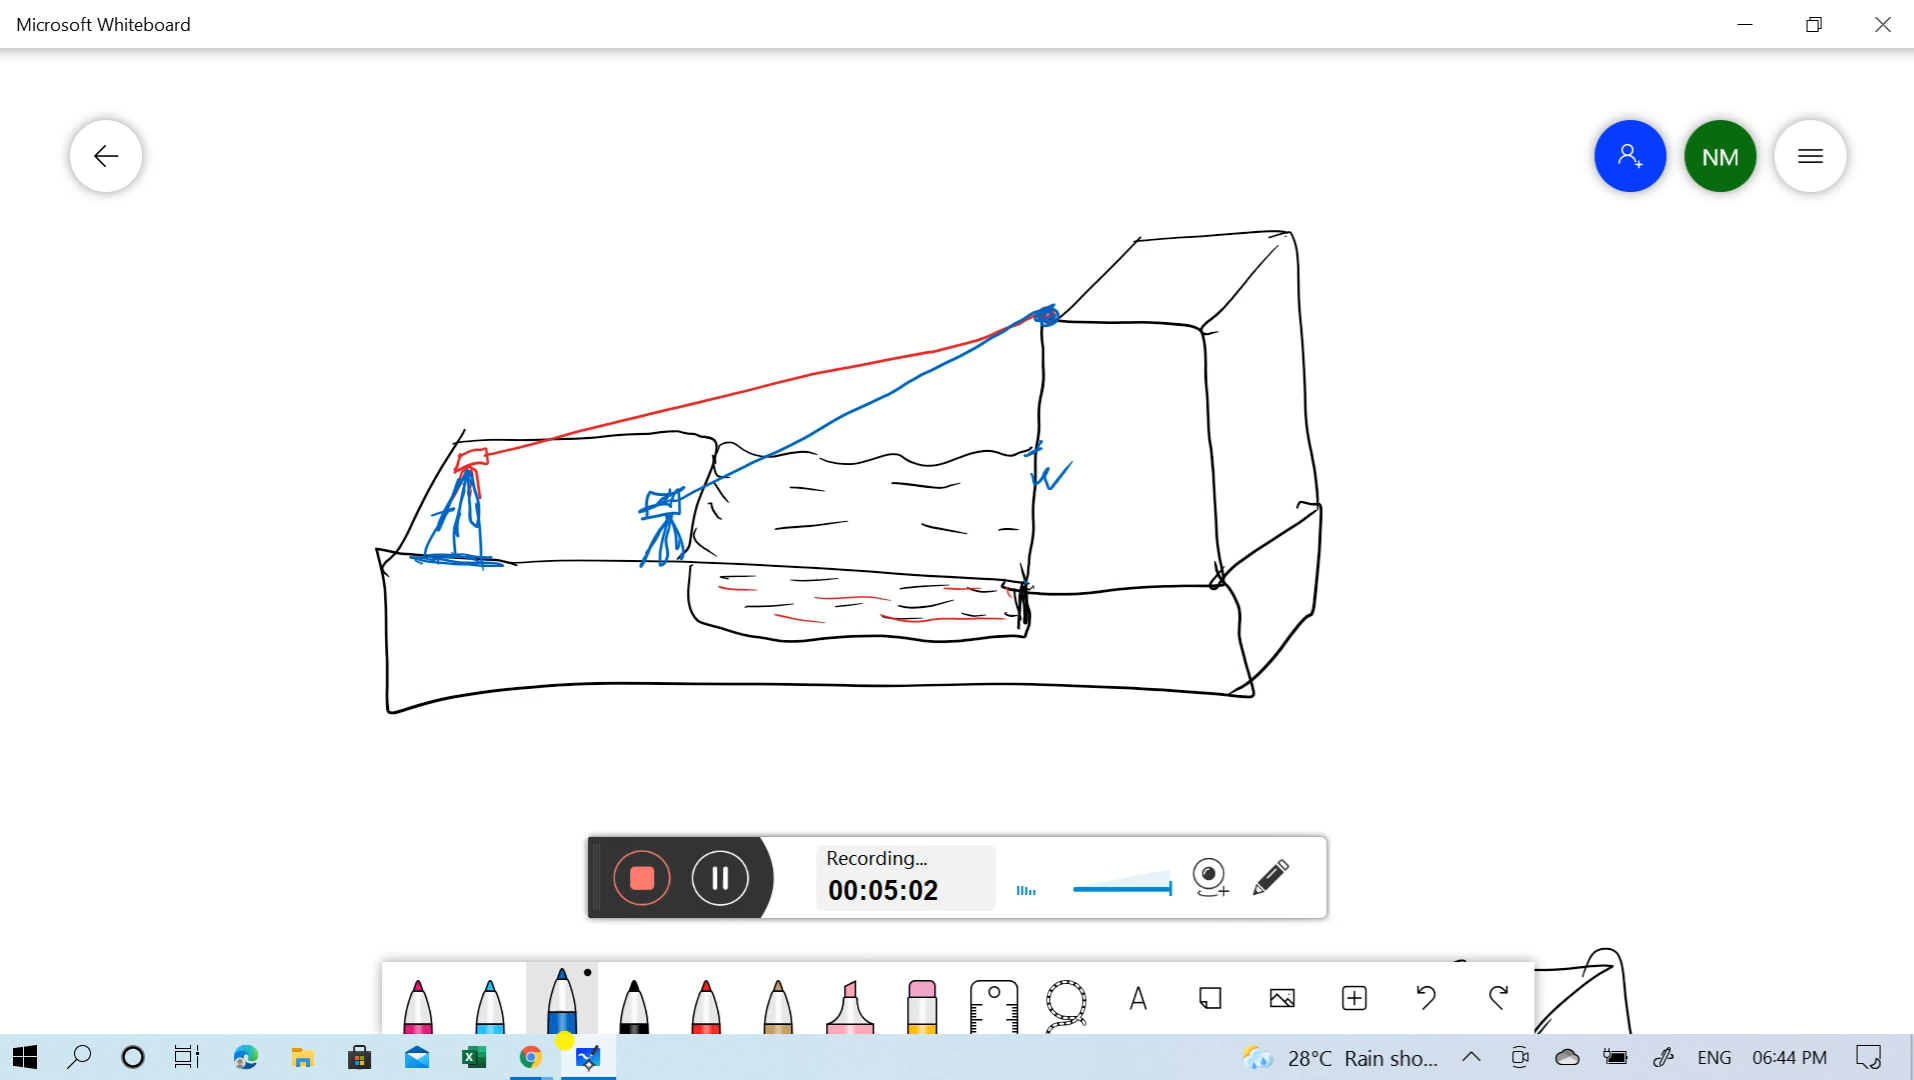 Microsoft Whiteboard
NM
W
Recording...
00:05:02
A
28°C Rain sho... ENG 06:44 PM